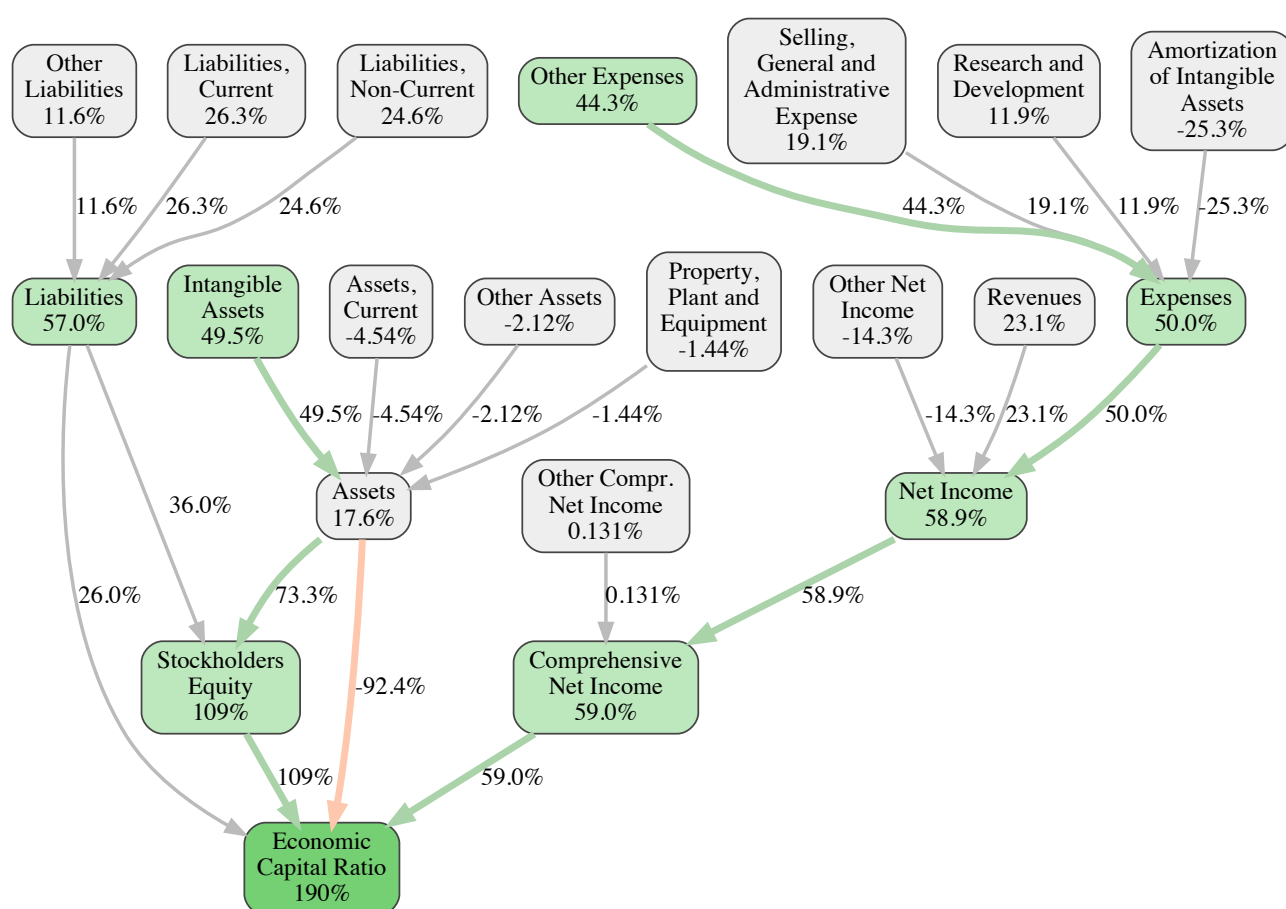 Other
Liabilities
11.6%
Liabilities,
Current
26.3%
Liabilities,
Non-Current
24.6%
Other Expenses
44.3%
Selling,
General and
Administrative
Expense
19.1%
Research and
Development
11.9%
Amortization
of Intangible
Assets
-25.3%
11.6%
26.3%
24.6%
44.3%
19.1%
11.9%
-25.3%
Liabilities
57.0%
Intangible
Assets
49.5%
Assets,
Current
-4.54%
Other Assets
-2.12%
Property,
Plant and
Equipment
-1.44%
Other Net
Income
-14.3%
Revenues
23.1%
Expenses
50.0%
49.5%
-4.54%
-2.12%
-1.44%
-14.3%
23.1%
50.0%
36.0%
Assets
17.6%
Other Compr.
Net Income
0.131%
Net Income
58.9%
26.0%
73.3%
0.131%
58.9%
Stockholders
Equity
109%
-92.4%
Comprehensive
Net Income
59.0%
109%
59.0%
Economic
Capital Ratio
190%